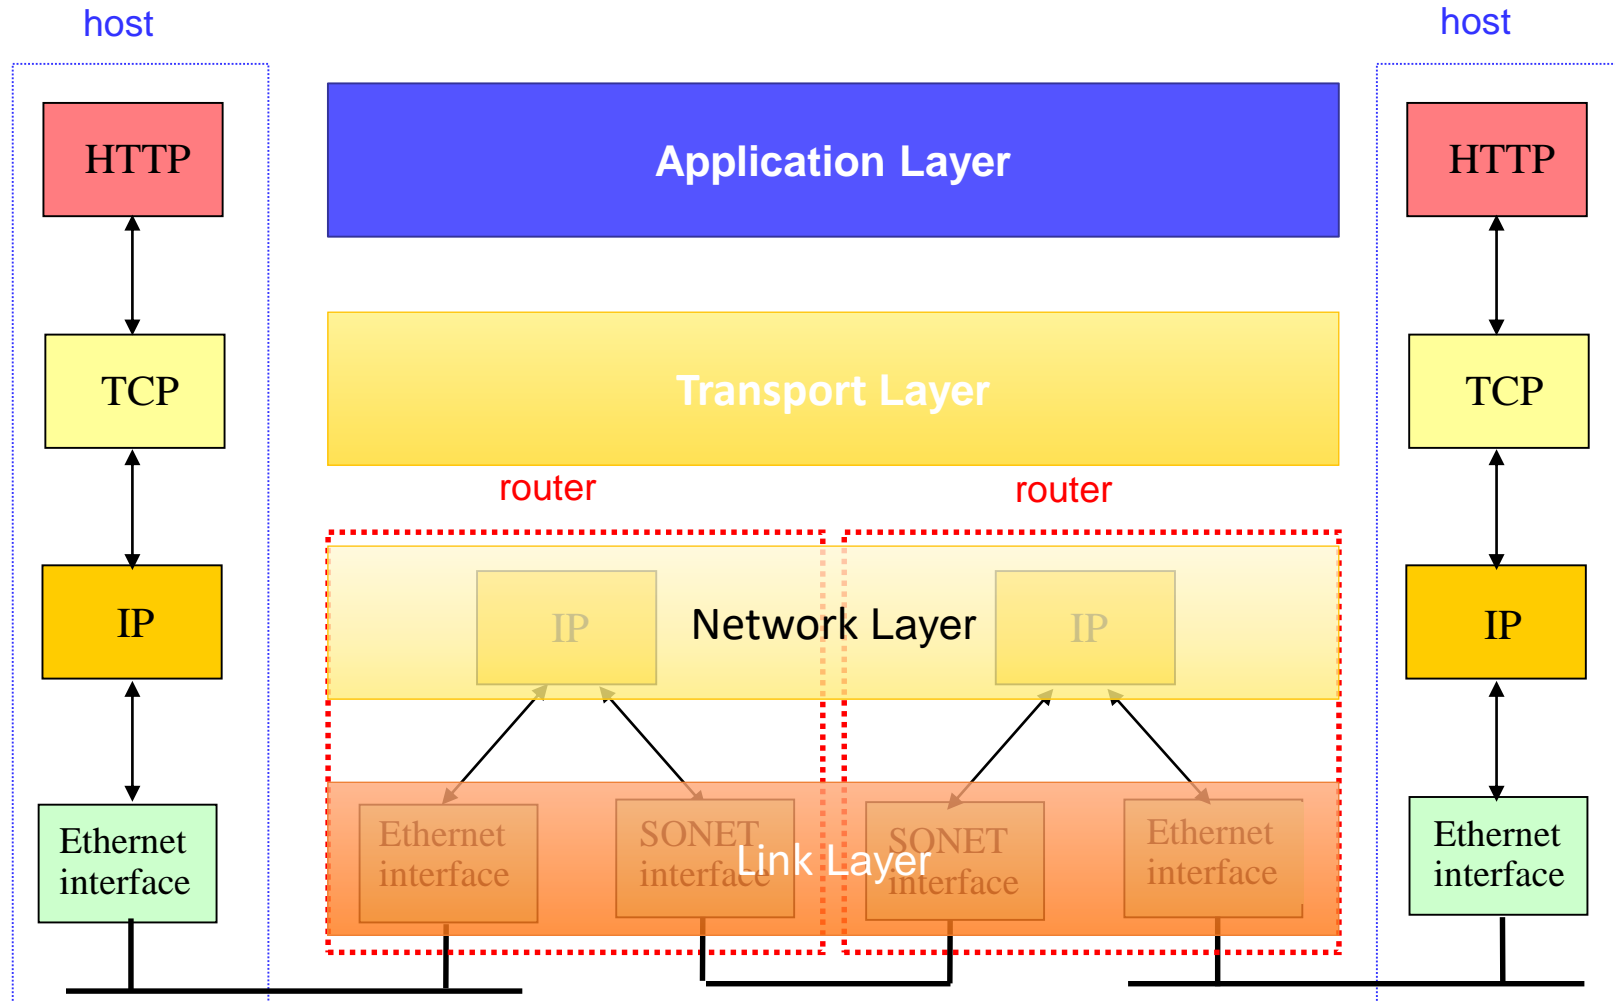 host
host
HTTP
Application Layer
HTTP
TCP
Transport Layer
TCP
router
router
IP
IP
Network Layer
IP
IP
Ethernet
interface
Ethernet
interface
SONET
interface
Link Layer
SONET
interface
Ethernet
interface
Ethernet
interface